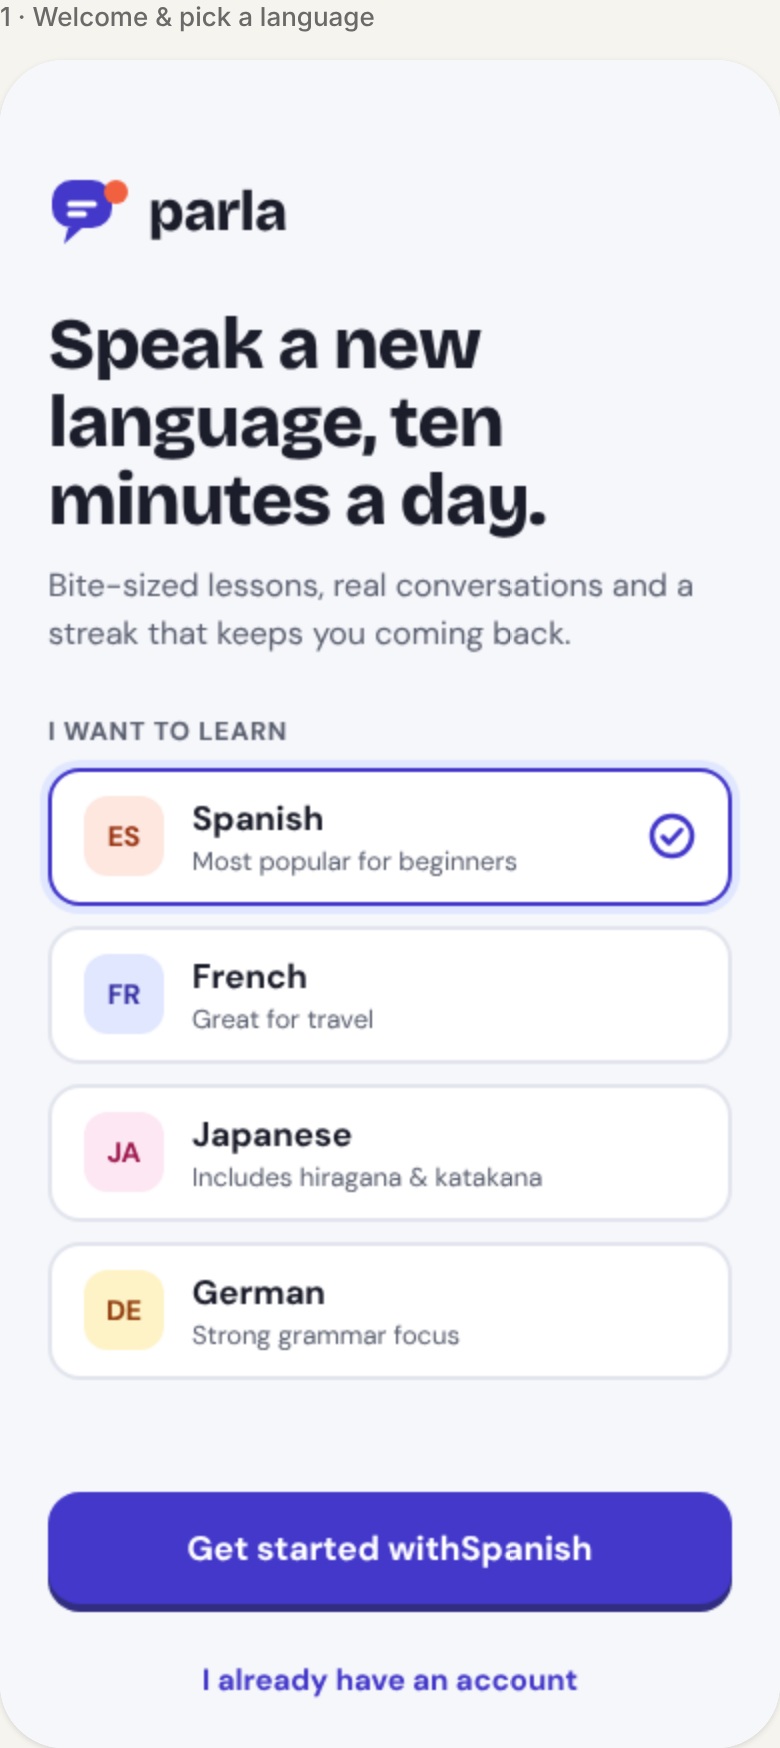 1 · Welcome & pick a language
parla
Speak a new
language, ten
minutes a day.
Bite-sized lessons, real conversations and a
streak that keeps you coming back.
I WANT TO LEARN
ES
Spanish
Most popular for beginners
FR
French
Great for travel
JA
Japanese
Includes hiragana & katakana
DE
German
Strong grammar focus
Get started withSpanish
I already have an account